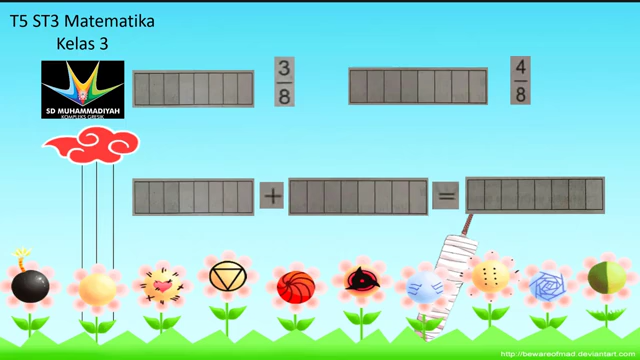 T5 ST3 Matematika
Kelas 3
SD MUHAMMADIYAH
KOMPLEKS GRESIK
3/8
4/8
+
=
http://bewareofmad.deviantart.com